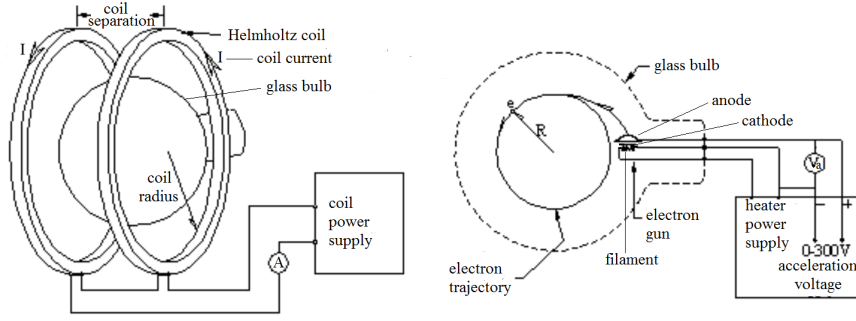 coil
separation
Helmholtz coil
I
I
coil current
glass bulb
coil
radius
coil
power
supply
A
glass bulb
anode
cathode
e
R
Va
heater
power
supply
electron
gun
filament
electron
trajectory
- +
0-300V
acceleration
voltage